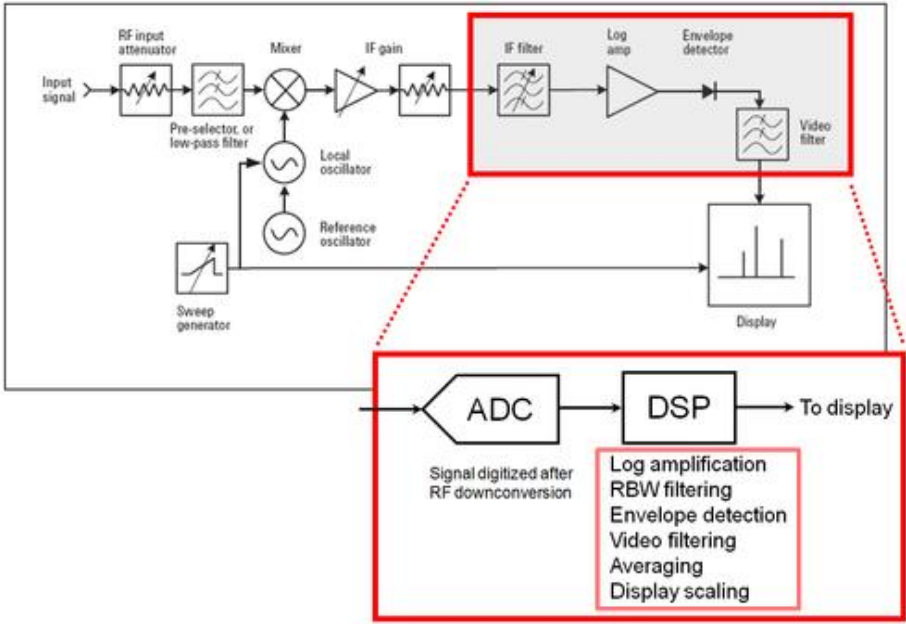 RF input
attenuator
Mixer
IF gain
IF filter
Log
amp
Envelope
detector
Input
signal
Pre-selector, or
low-pass filter
Video
filter
Local
oscillator
Reference
oscillator
Sweep
generator
Display
ADC
DSP
To display
Signal digitized after
RF downconversion
Log amplification
RBW filtering
Envelope detection
Video filtering
Averaging
Display scaling